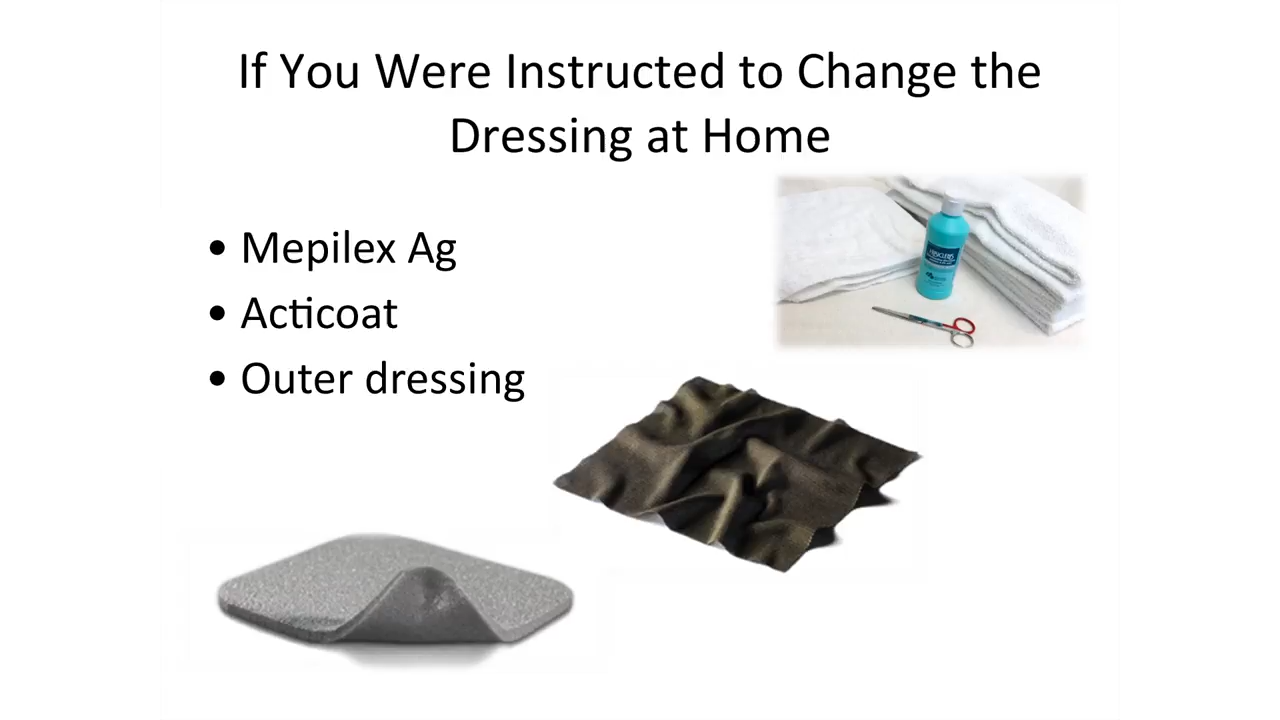 If You Were Instructed to Change the
Dressing at Home
• Mepilex Ag
• Acticoat
• Outer dressing